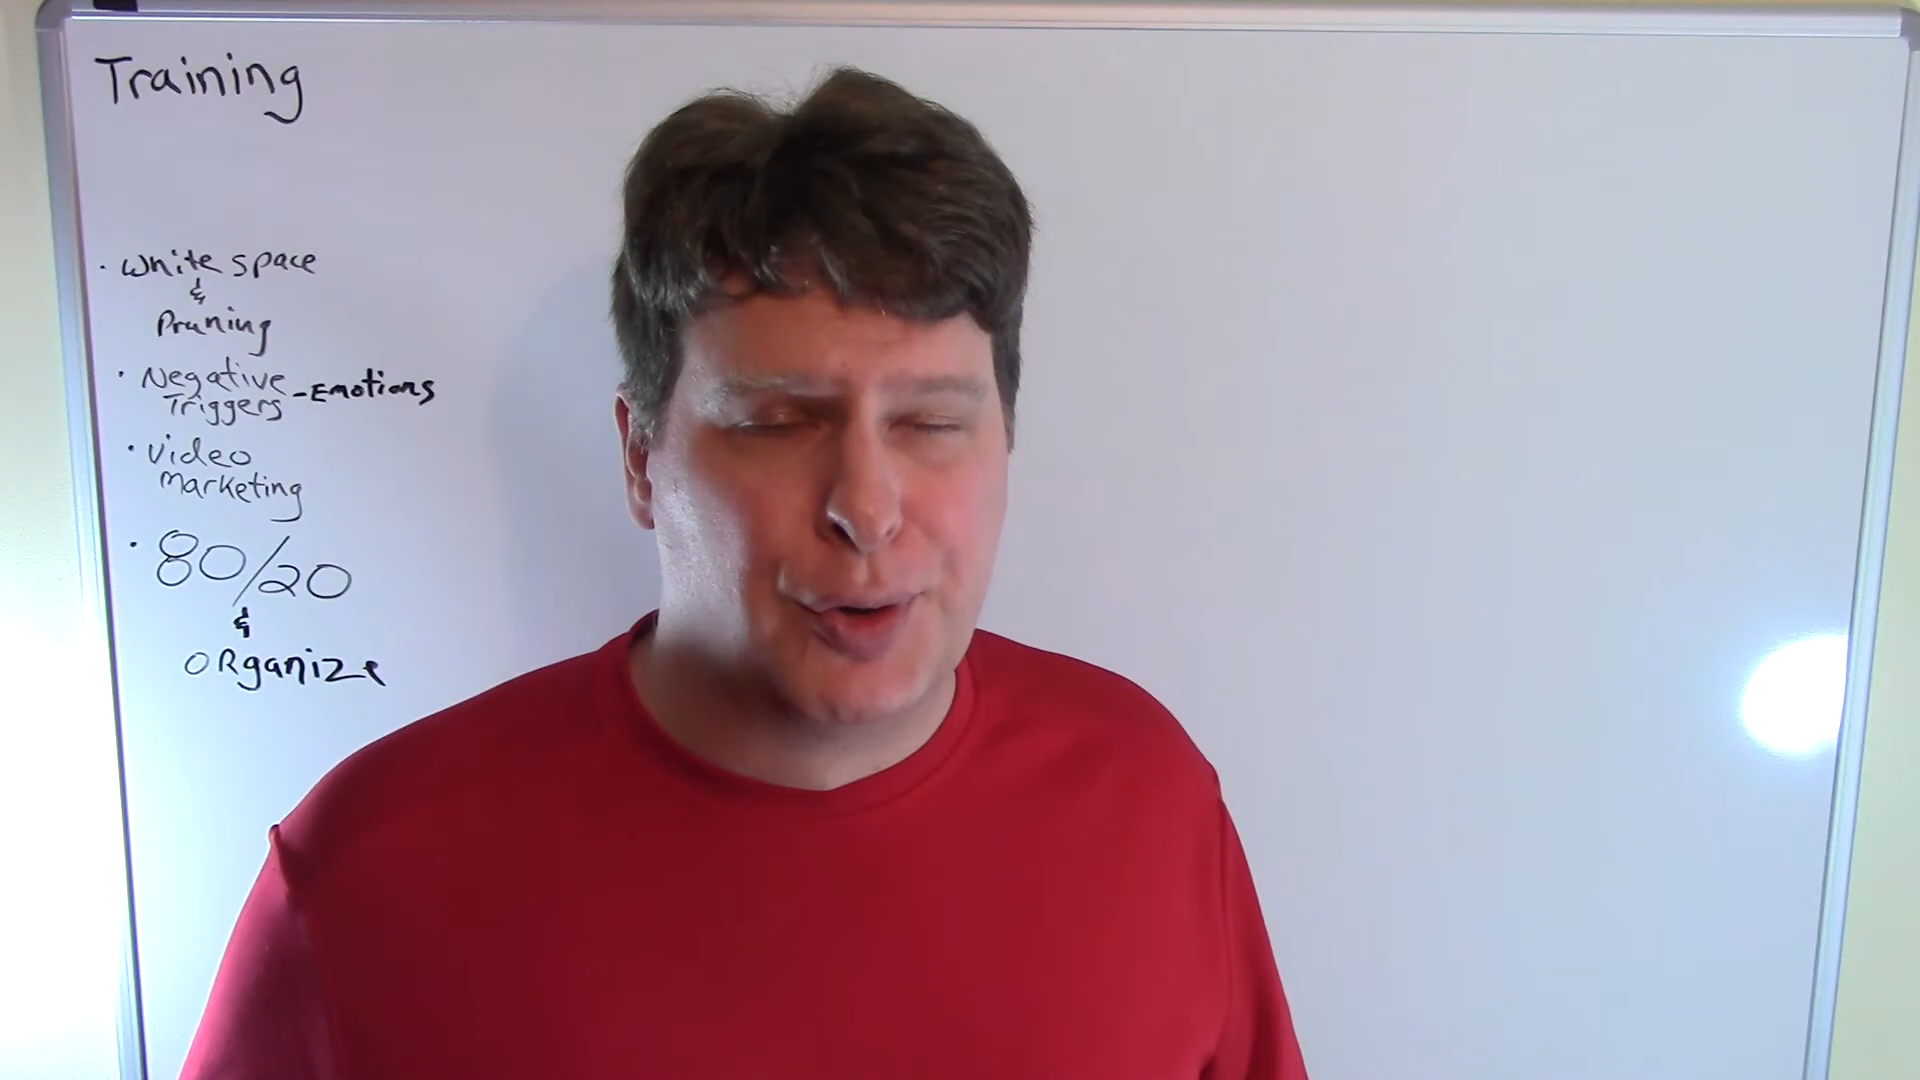 Training
· White space
&
Pruning
· Negative
Triggers - Emotions
· Video
Marketing
· 80/20
&
ORganize